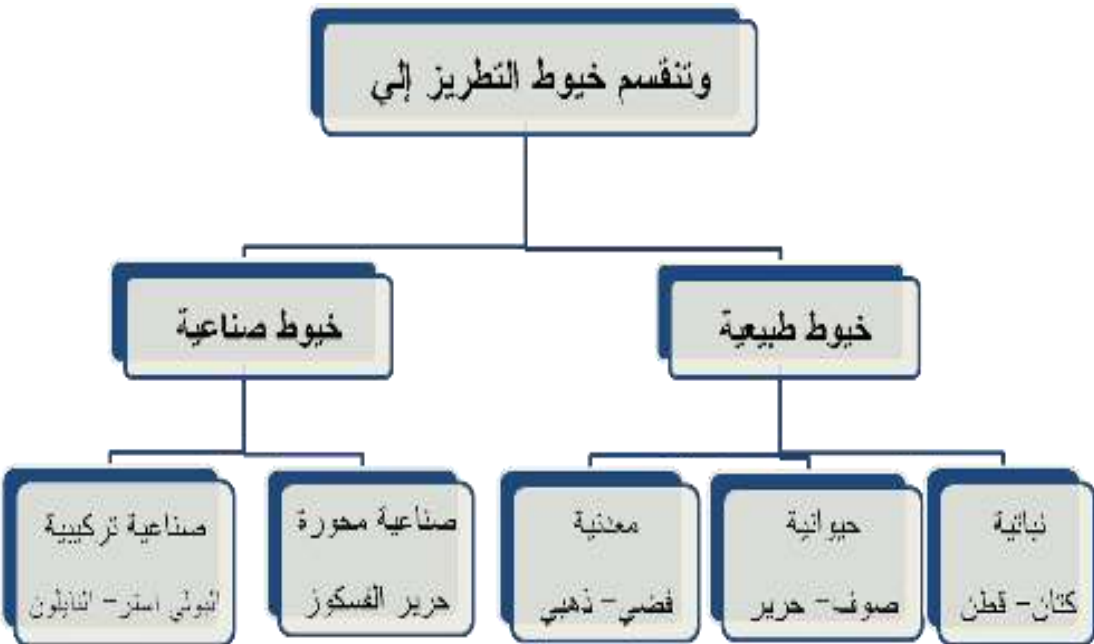 وتنقسم خيوط التطريز إلي
خيوط طبيعية
خيوط صناعية
نباتية
كتان- قطن
حيوانية
صوف- حرير
معدنية
فضي- ذهبي
صناعية محورة
حرير الفسكوز
صناعية تركيبية
البولي استر- النايلون